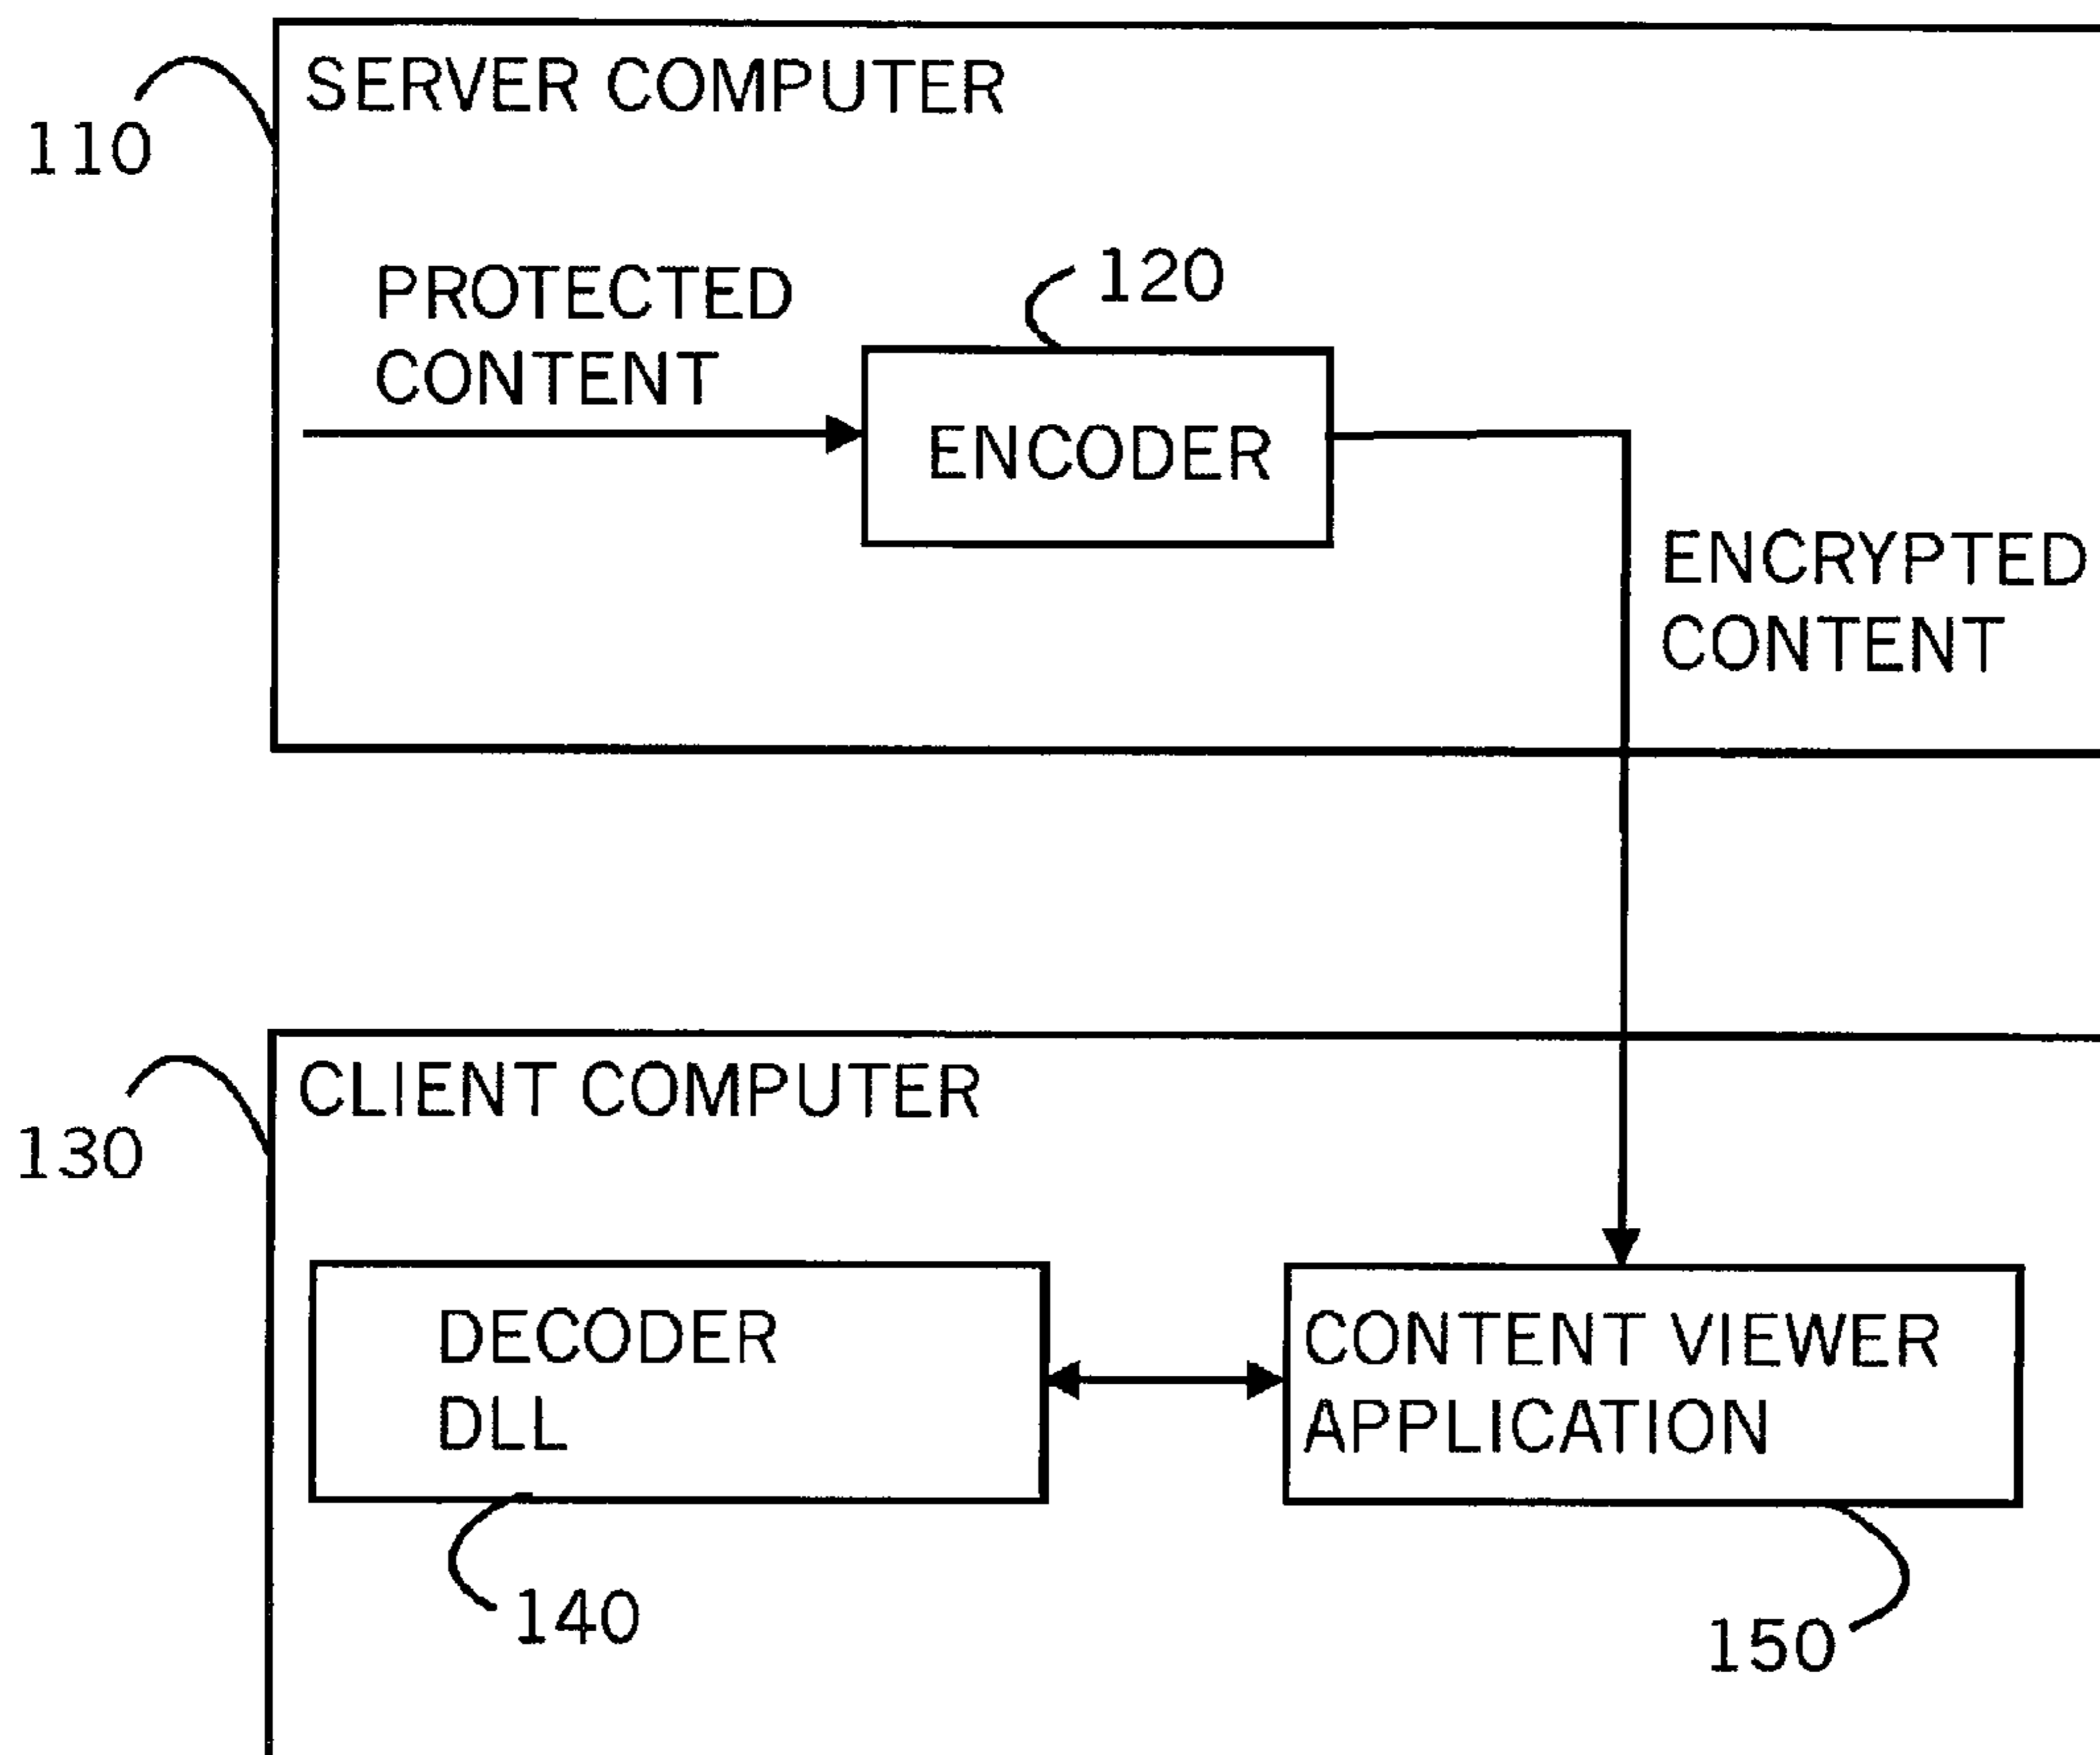 SERVER COMPUTER
110
PROTECTED
CONTENT
120
ENCODER
ENCRYPTED
CONTENT
CLIENT COMPUTER
130
DECODER
DLL
CONTENT VIEWER
APPLICATION
140
150